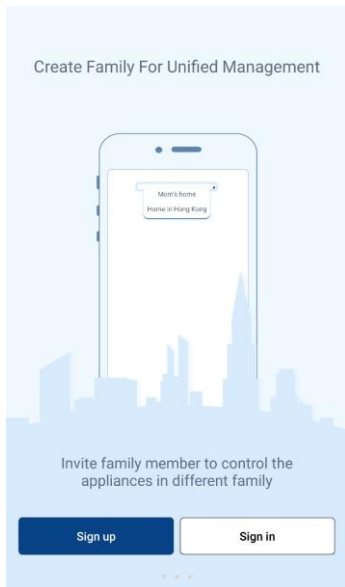 Create Family For Unified Management
Mom's home
Home in Hong Kong
Invite family member to control the
appliances in different family
Sign up
Sign in